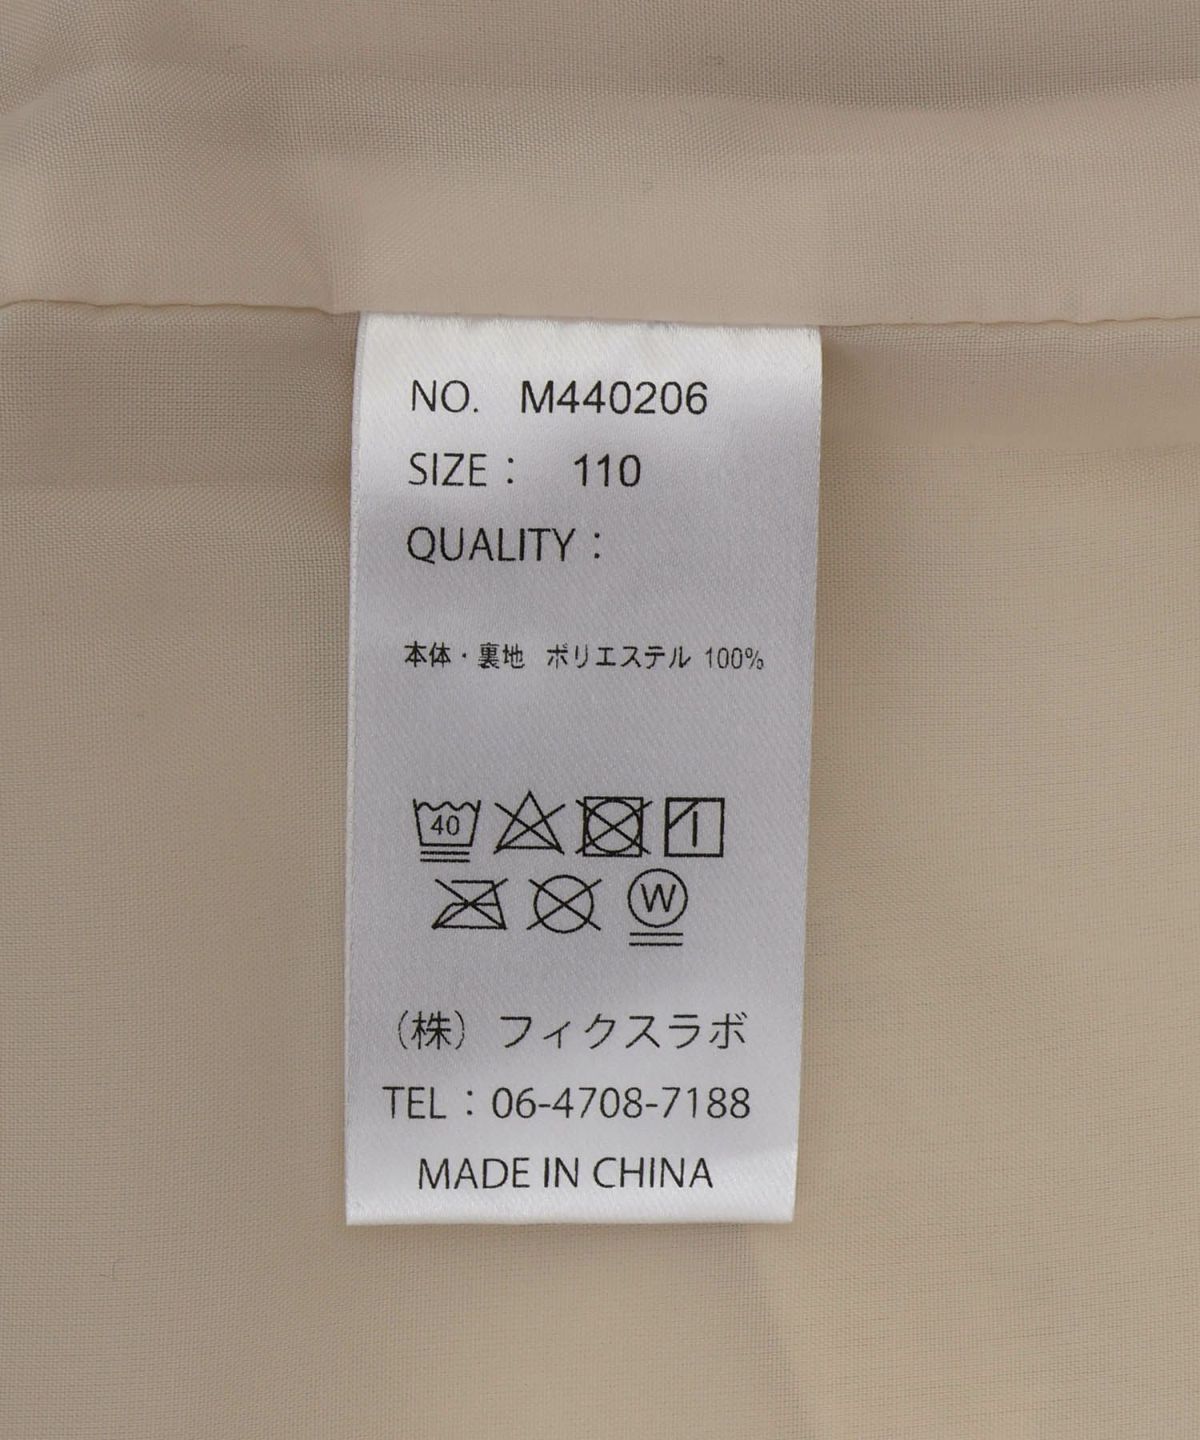 NO. M440206
SIZE： 110
QUALITY：
本体・裏地 ポリエステル 100%
40
W
（株）フィクスラボ
TEL：06-4708-7188
MADE IN CHINA